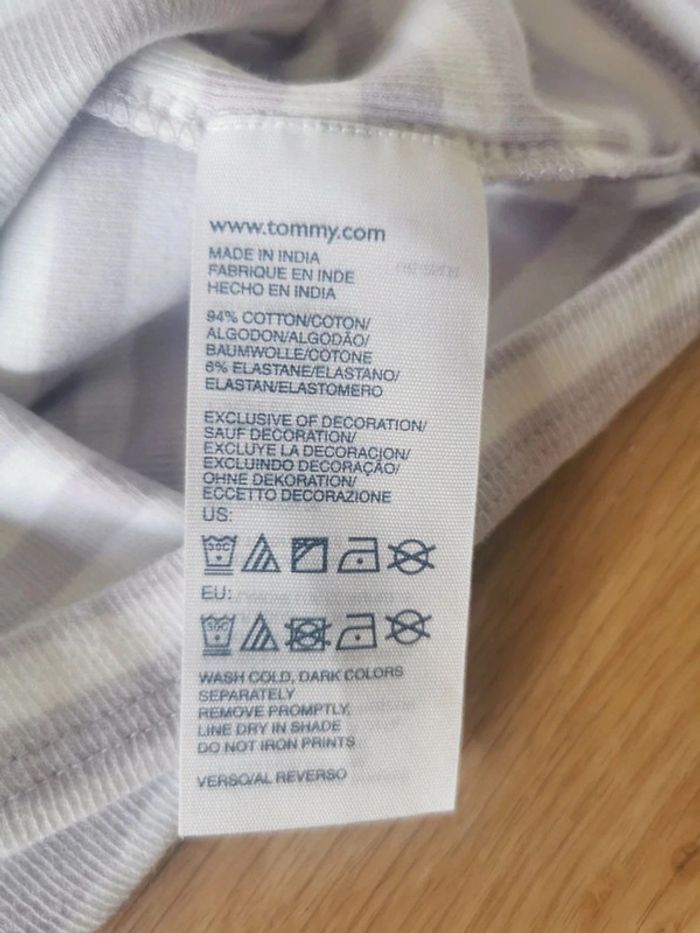 www.tommy.com
MADE IN INDIA
FABRIQUE EN INDE
HECHO EN INDIA
94% COTTON/COTON/
ALGODON/ALGODÃO/
BAUMWOLLE/COTONE
6% ELASTANE/ELASTANO/
ELASTAN/ELASTOMERO
EXCLUSIVE OF DECORATION/
SAUF DECORATION/
EXCLUYE LA DECORACION/
EXCLUINDO DECORAÇÃO/
OHNE DEKORATION/
ECCETTO DECORAZIONE
US:
30C
EU:
30C
WASH COLD, DARK COLORS
SEPARATELY
REMOVE PROMPTLY,
LINE DRY IN SHADE
DO NOT IRON PRINTS
VERSO/AL REVERSO